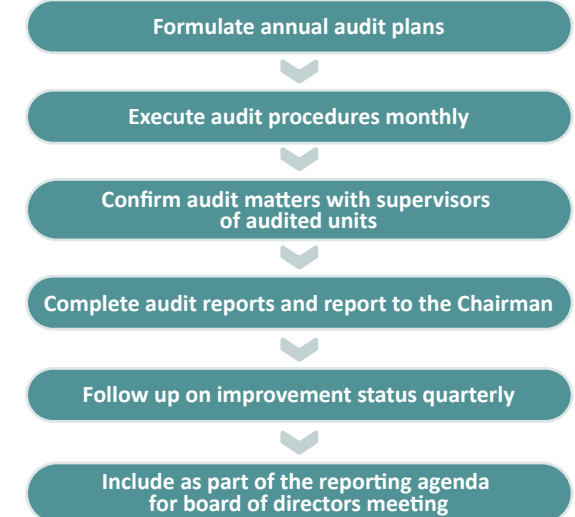 Formulate annual audit plans
Execute audit procedures monthly
Confirm audit matters with supervisors
of audited units
Complete audit reports and report to the Chairman
Follow up on improvement status quarterly
Include as part of the reporting agenda
for board of directors meeting